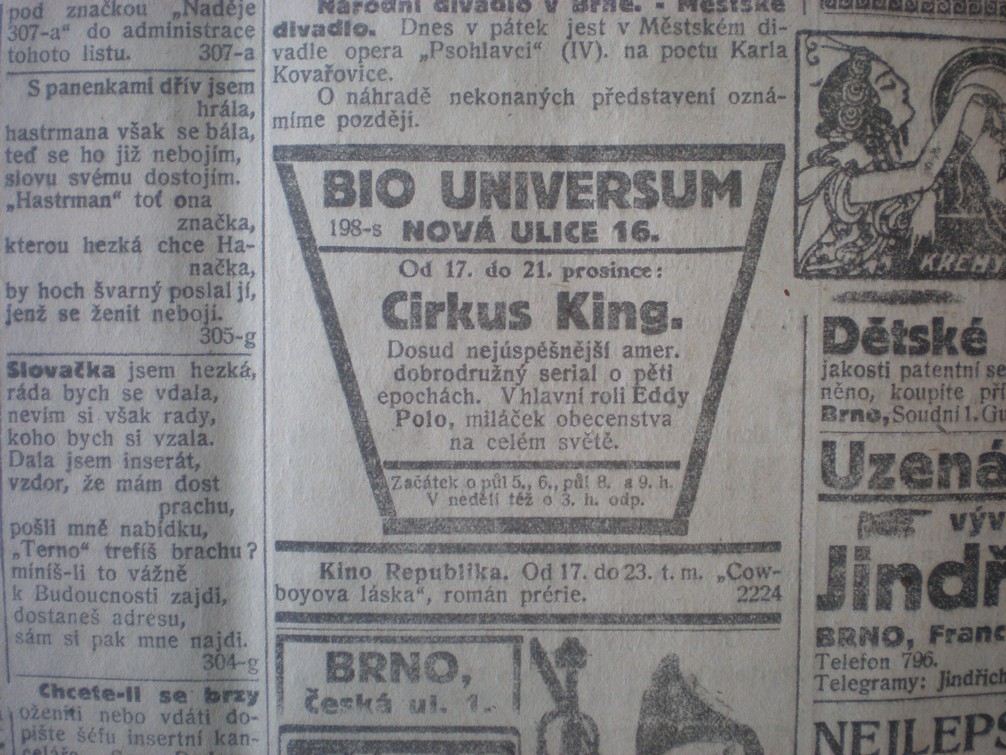 pod značkou „Naděje
307-a“ do administrace
tohoto listu. 307-a
S panenkami dřív jsem
hrála,
hastrmana však se bála,
teď se ho již nebojím,
slovu svému dostojím.
„Hastrman“ toť ona
značka,
kterou hezká chce Ha-
načka,
by hoch švarný poslal jí,
jenž se ženit nebojí.
305-g
Slovačka jsem hezká,
ráda bych se vdala,
nevím si však rady,
koho bych si vzala.
Dala jsem inserát,
vzdor, že mám dost
prachu,
pošli mně nabídku,
„Terno“ trefíš brachu?
míníš-li to vážně
k Budoucnosti zajdi,
dostaneš adresu,
sám si pak mne najdi.
304-g
Chcete-li se brzy
oženiti nebo vdáti do-
pište šéfu insertní kan-
Národní divadlo v Brně. - Městské
divadlo. Dnes v pátek jest v Městském di-
vadle opera „Psohlavci“ (IV). na poctu Karla
Kovařovice.
O náhradě nekonaných představení ozná-
míme později.
BIO UNIVERSUM
198-s NOVÁ ULICE 16.
Od 17. do 21. prosince:
Cirkus King.
Dosud nejúspěšnější amer.
dobrodružný serial o pěti
epochách. V hlavní roli Eddy
Polo, miláček obecenstva
na celém světě.
Začátek o půl 5., 6., půl 8. a 9. h.
V neděli též o 3. h. odp.
Kino Republika. Od 17. do 23. t. m. „Cow-
boyova láska“, román prérie. 2224
BRNO,
česká ul. 1.
KRÉMY
Dětské
jakosti patentní se
něno, koupíte při
Brno, Soudní 1. Gi
Uzená
výv
Jindř
BRNO, Franc
Telefon 796.
Telegramy: Jindřich
NEJLEPŠ